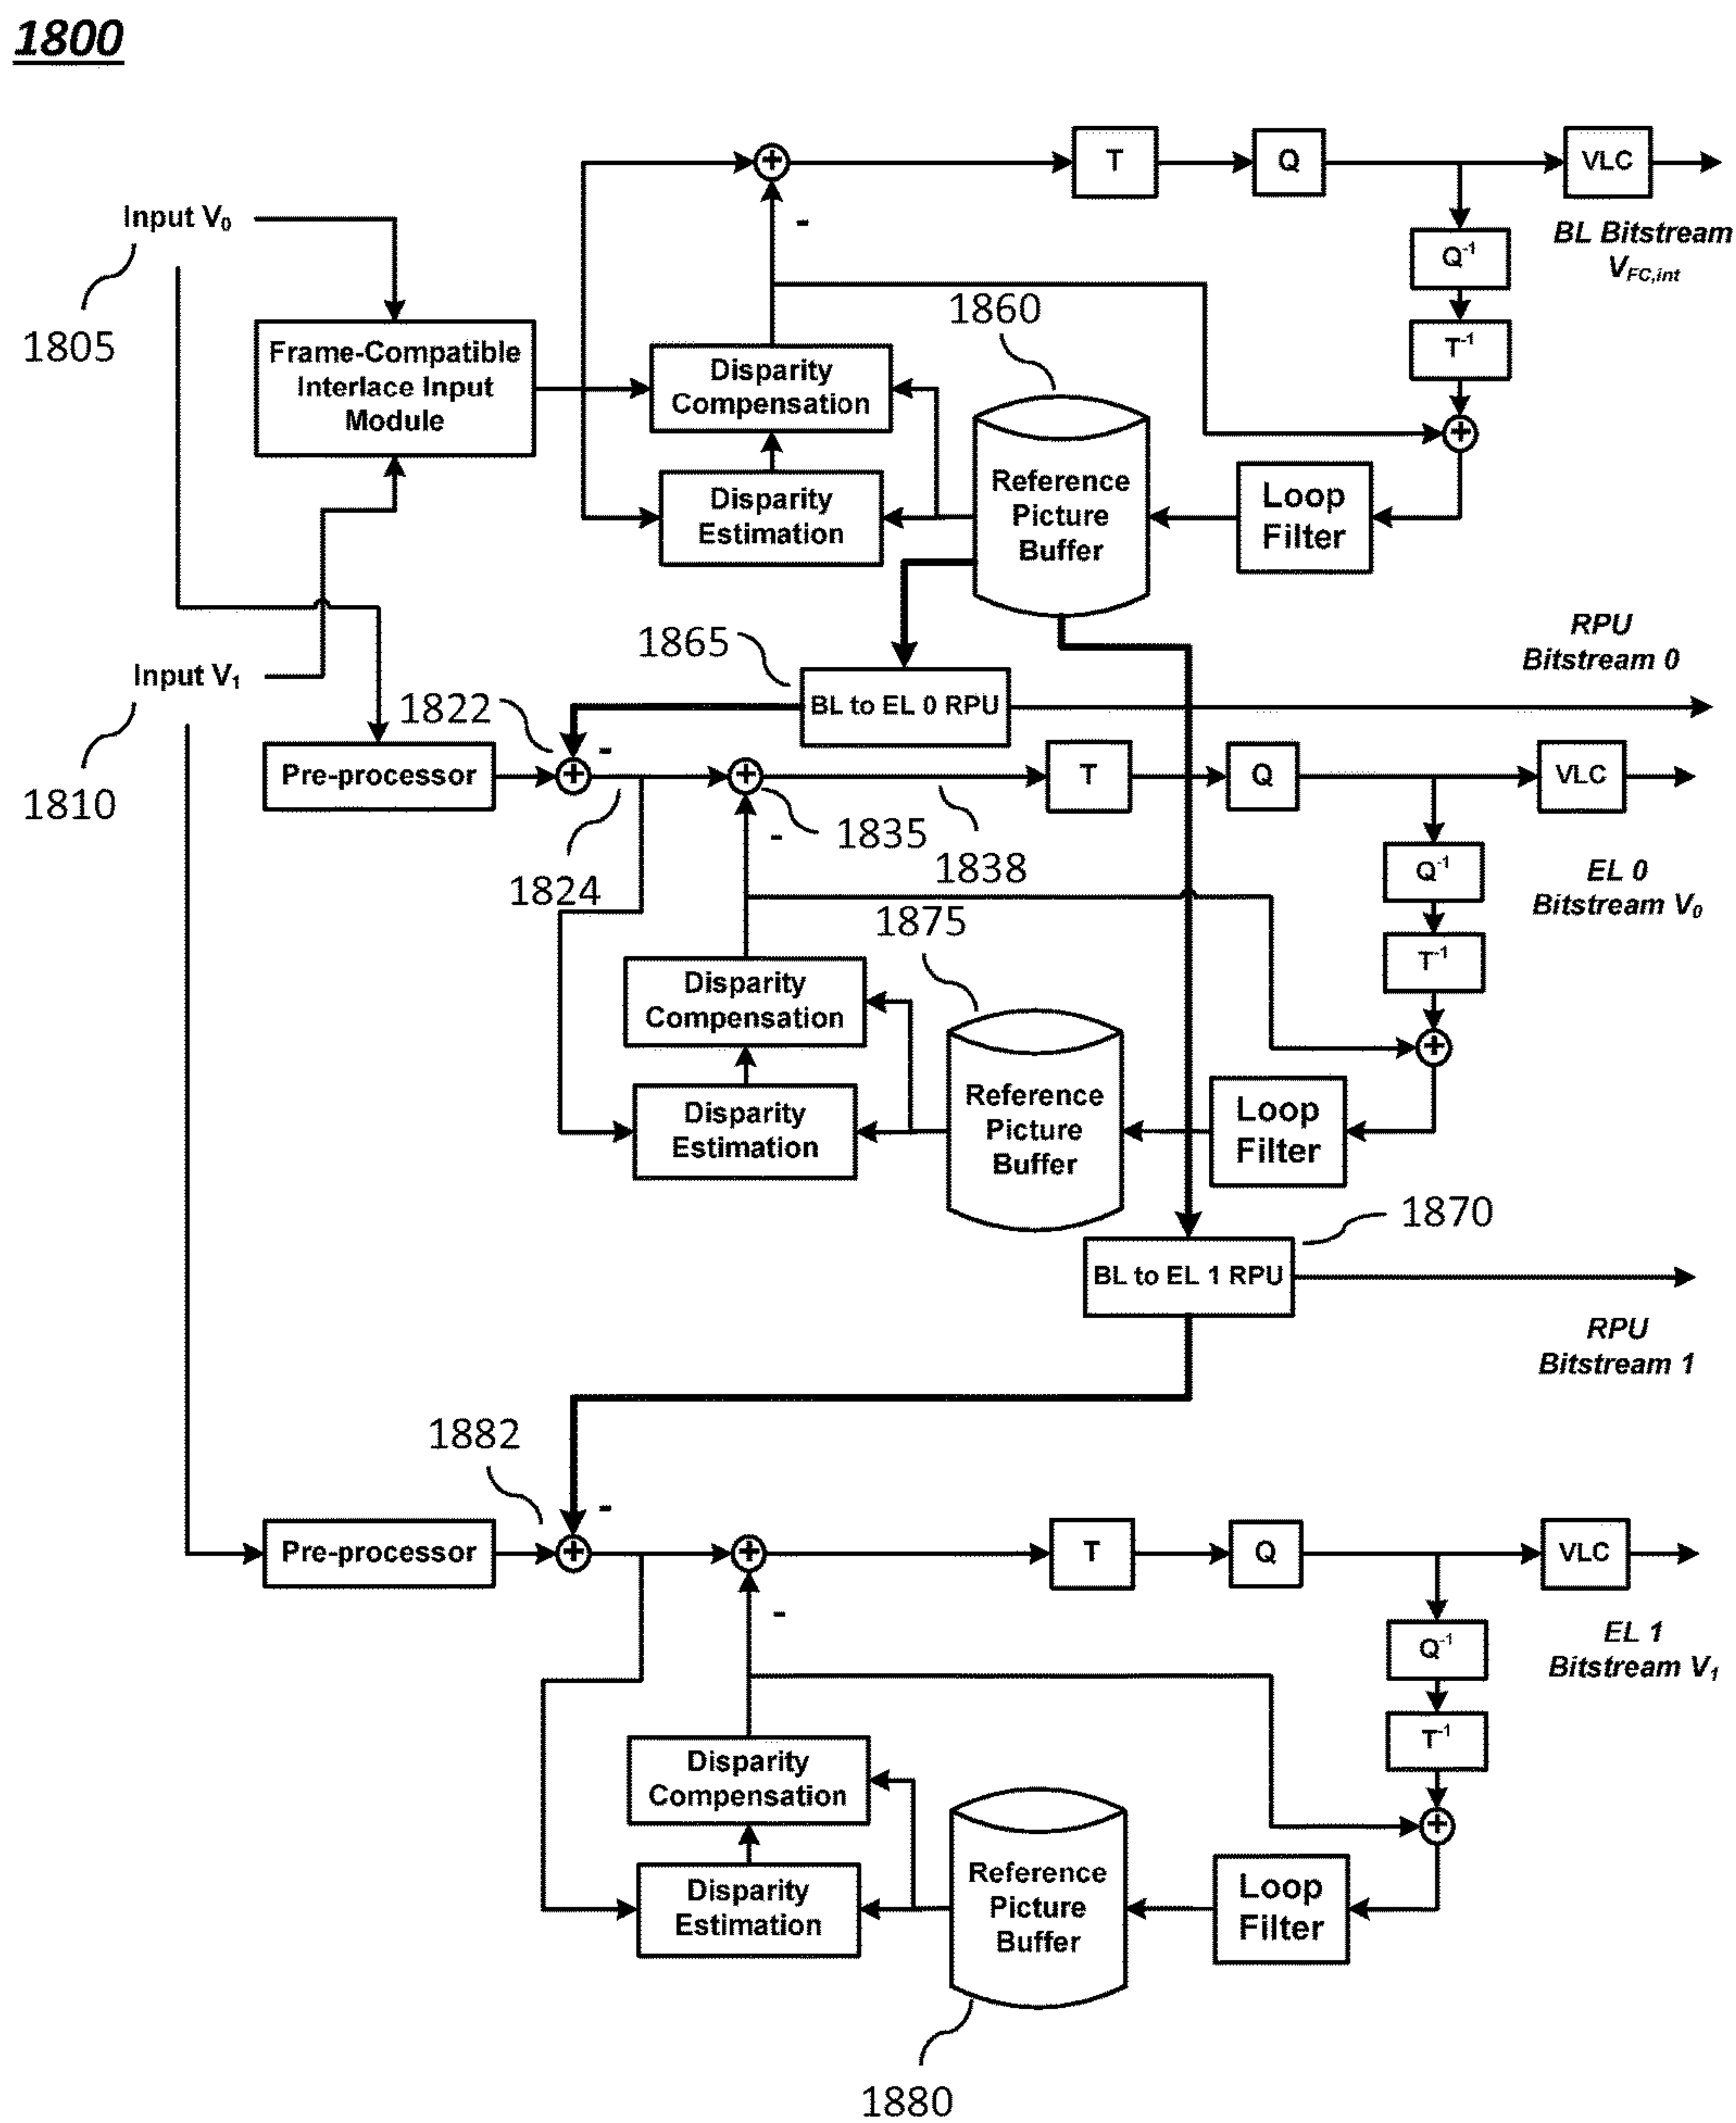 1800
T
Q
VLC
Input V0
-
BL Bitstream
VFC,int
Q-1
1860
1805
Frame-Compatible
Interlace Input
Module
Disparity
Compensation
T-1
Disparity
Estimation
Reference
Picture
Buffer
Loop
Filter
1865
RPU
Bitstream 0
Input V1
1822
BL to EL 0 RPU
-
1810
Pre-processor
T
Q
VLC
-
1835
1824
1838
Q-1
EL 0
Bitstream V0
1875
T-1
Disparity
Compensation
Disparity
Estimation
Reference
Picture
Buffer
Loop
Filter
1870
BL to EL 1 RPU
RPU
Bitstream 1
1882
-
Pre-processor
T
Q
VLC
-
Q-1
EL 1
Bitstream V1
T-1
Disparity
Compensation
Disparity
Estimation
Reference
Picture
Buffer
Loop
Filter
1880